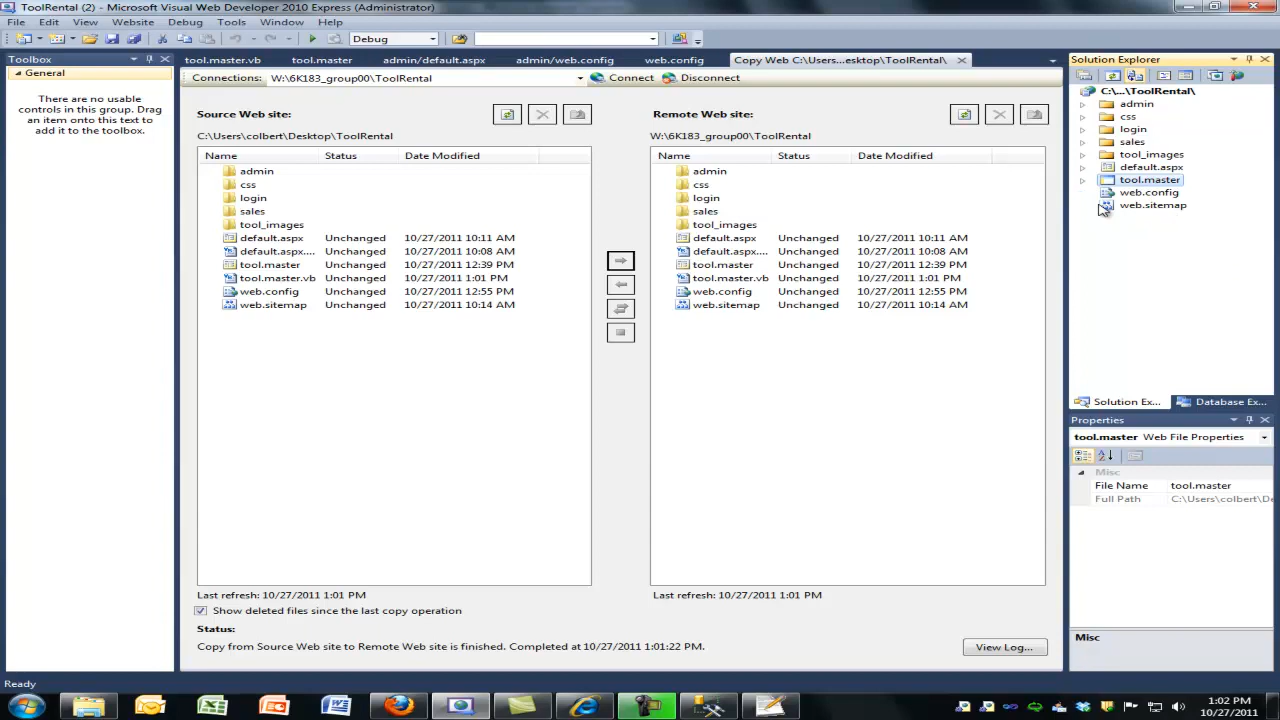 ToolRental (2) - Microsoft Visual Web Developer 2010 Express (Administrator)
File Edit View Website Debug Tools Window Help
Debug
Toolbox
General
There are no usable
controls in this group. Drag
an item onto this text to
add it to the toolbox.
tool.master.vb tool.master admin/default.aspx admin/web.config web.config Copy Web C:\Users...esktop\ToolRental\
Connections: W:\6K183_group00\ToolRental Connect Disconnect
Source Web site:
C:\Users\colbert\Desktop\ToolRental
Name Status Date Modified
admin
css
login
sales
tool_images
default.aspx Unchanged 10/27/2011 10:11 AM
default.aspx.... Unchanged 10/27/2011 10:08 AM
tool.master Unchanged 10/27/2011 12:39 PM
tool.master.vb Unchanged 10/27/2011 1:01 PM
web.config Unchanged 10/27/2011 12:55 PM
web.sitemap Unchanged 10/27/2011 10:14 AM
Last refresh: 10/27/2011 1:01 PM
Show deleted files since the last copy operation
Status:
Copy from Source Web site to Remote Web site is finished. Completed at 10/27/2011 1:01:22 PM.
Remote Web site:
W:\6K183_group00\ToolRental
Name Status Date Modified
admin
css
login
sales
tool_images
default.aspx Unchanged 10/27/2011 10:11 AM
default.aspx.... Unchanged 10/27/2011 10:08 AM
tool.master Unchanged 10/27/2011 12:39 PM
tool.master.vb Unchanged 10/27/2011 1:01 PM
web.config Unchanged 10/27/2011 12:55 PM
web.sitemap Unchanged 10/27/2011 10:14 AM
Last refresh: 10/27/2011 1:01 PM
View Log...
Solution Explorer
C:\...\ToolRental\
admin
css
login
sales
tool_images
default.aspx
tool.master
web.config
web.sitemap
Solution Ex... Database Ex...
Properties
tool.master Web File Properties
Misc
File Name tool.master
Full Path C:\Users\colbert\De
Misc
Ready
1:02 PM
10/27/2011